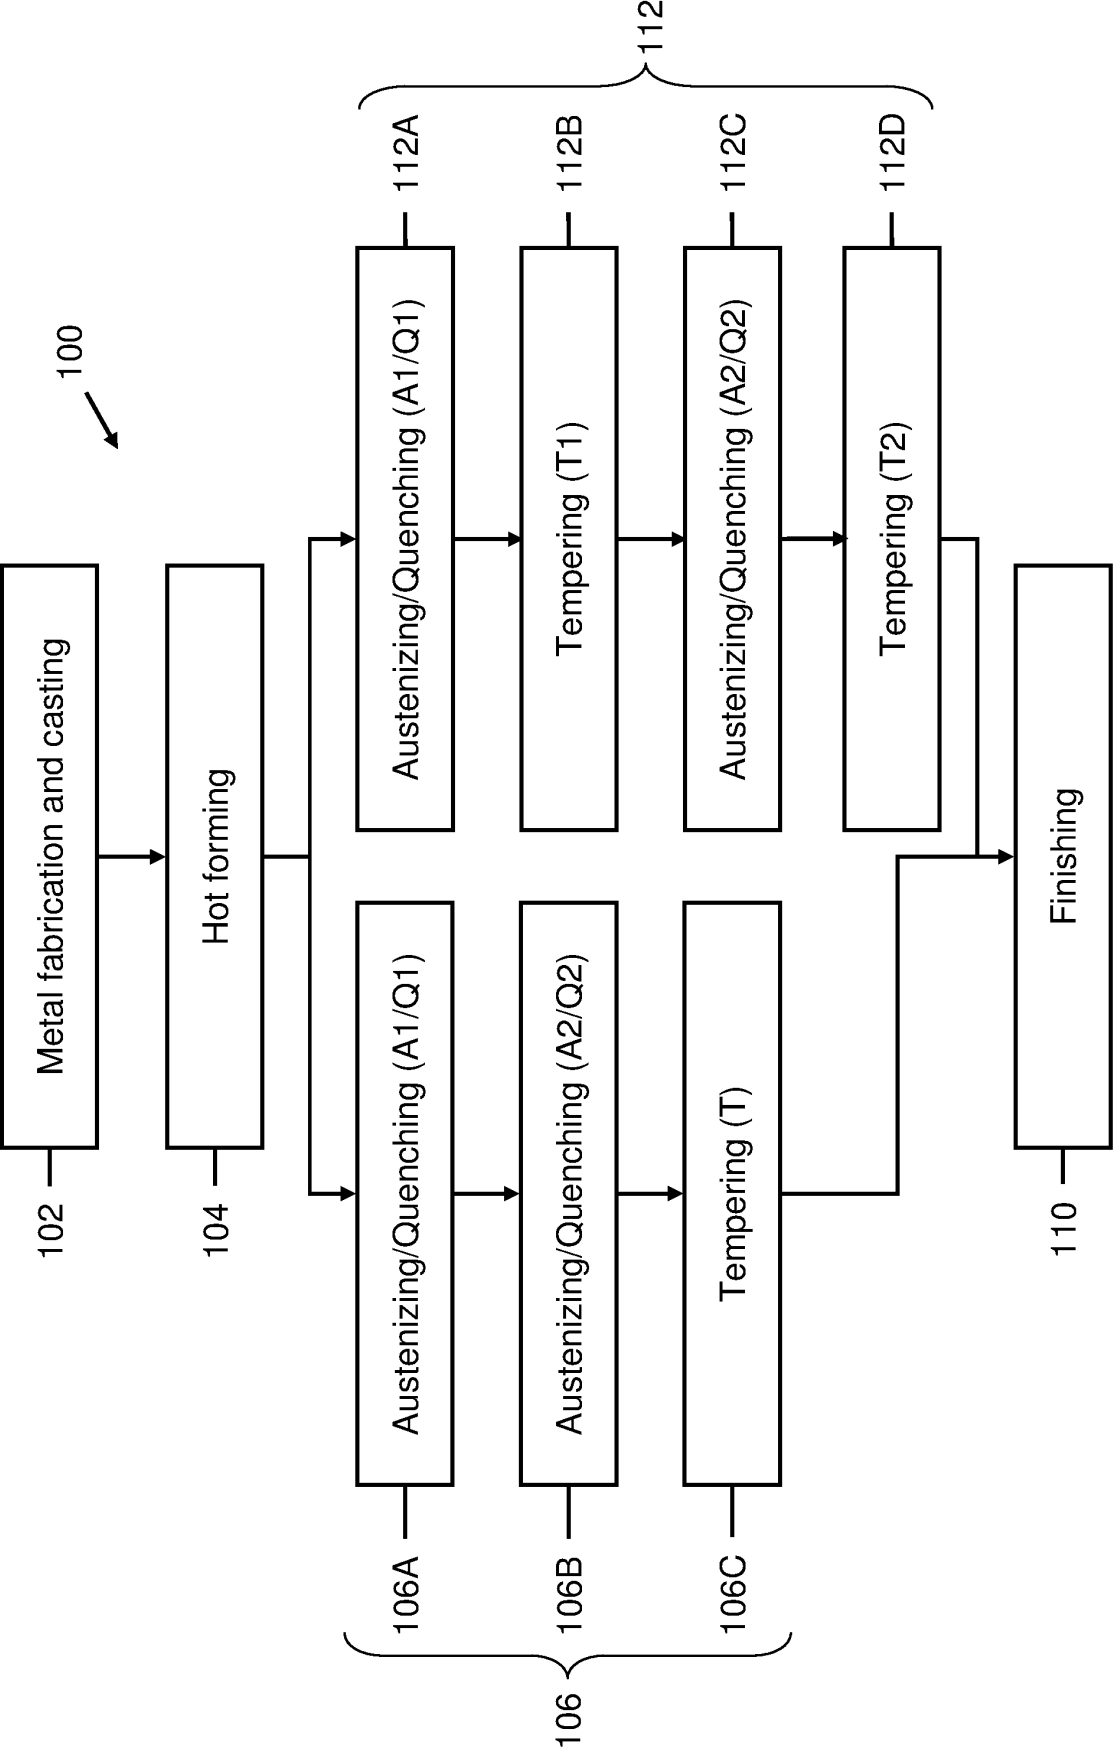 100
102
Metal fabrication and casting
104
Hot forming
106
106A
Austenizing/Quenching (A1/Q1)
106B
Austenizing/Quenching (A2/Q2)
106C
Tempering (T)
112
Austenizing/Quenching (A1/Q1)
112A
Tempering (T1)
112B
Austenizing/Quenching (A2/Q2)
112C
Tempering (T2)
112D
110
Finishing